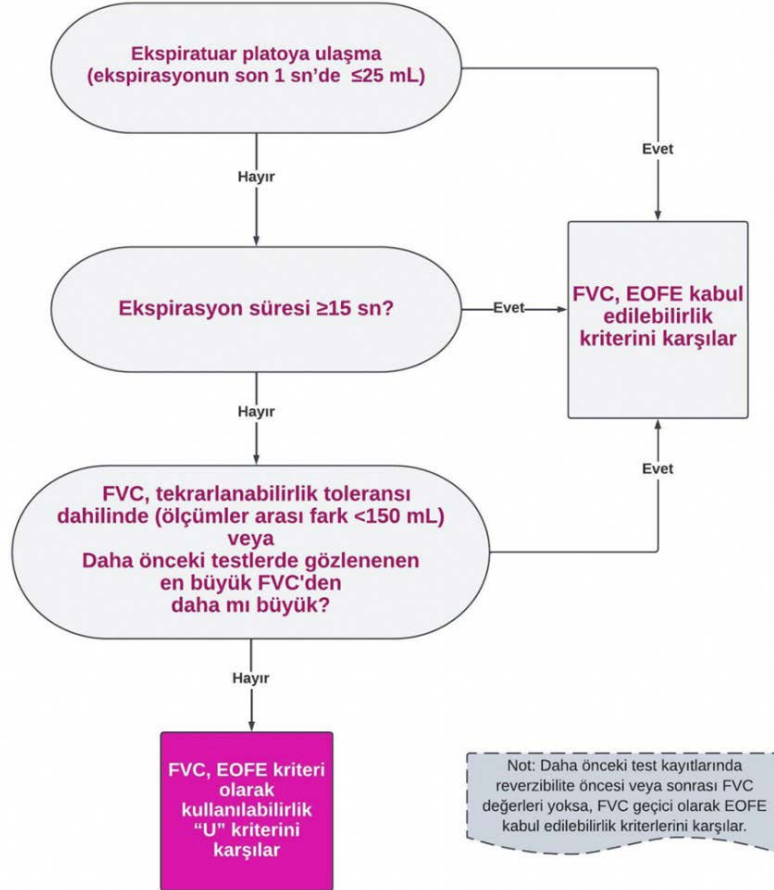 Ekspiratuar platoya ulaşma
(ekspirasyonun son 1 sn’de ≤25 mL)
Evet
Hayır
Ekspirasyon süresi ≥15 sn?
Evet
FVC, EOFE kabul
edilebilirlik
kriterini karşılar
Hayır
Evet
FVC, tekrarlanabilirlik toleransı
dahilinde (ölçümler arası fark <150 mL)
veya
Daha önceki testlerde gözlenenen
en büyük FVC'den
daha mı büyük?
Hayır
FVC, EOFE kriteri
olarak
kullanılabilirlik
“U” kriterini
karşılar
Not: Daha önceki test kayıtlarında
reverzibilite öncesi veya sonrası FVC
değerleri yoksa, FVC geçici olarak EOFE
kabul edilebilirlik kriterlerini karşılar.